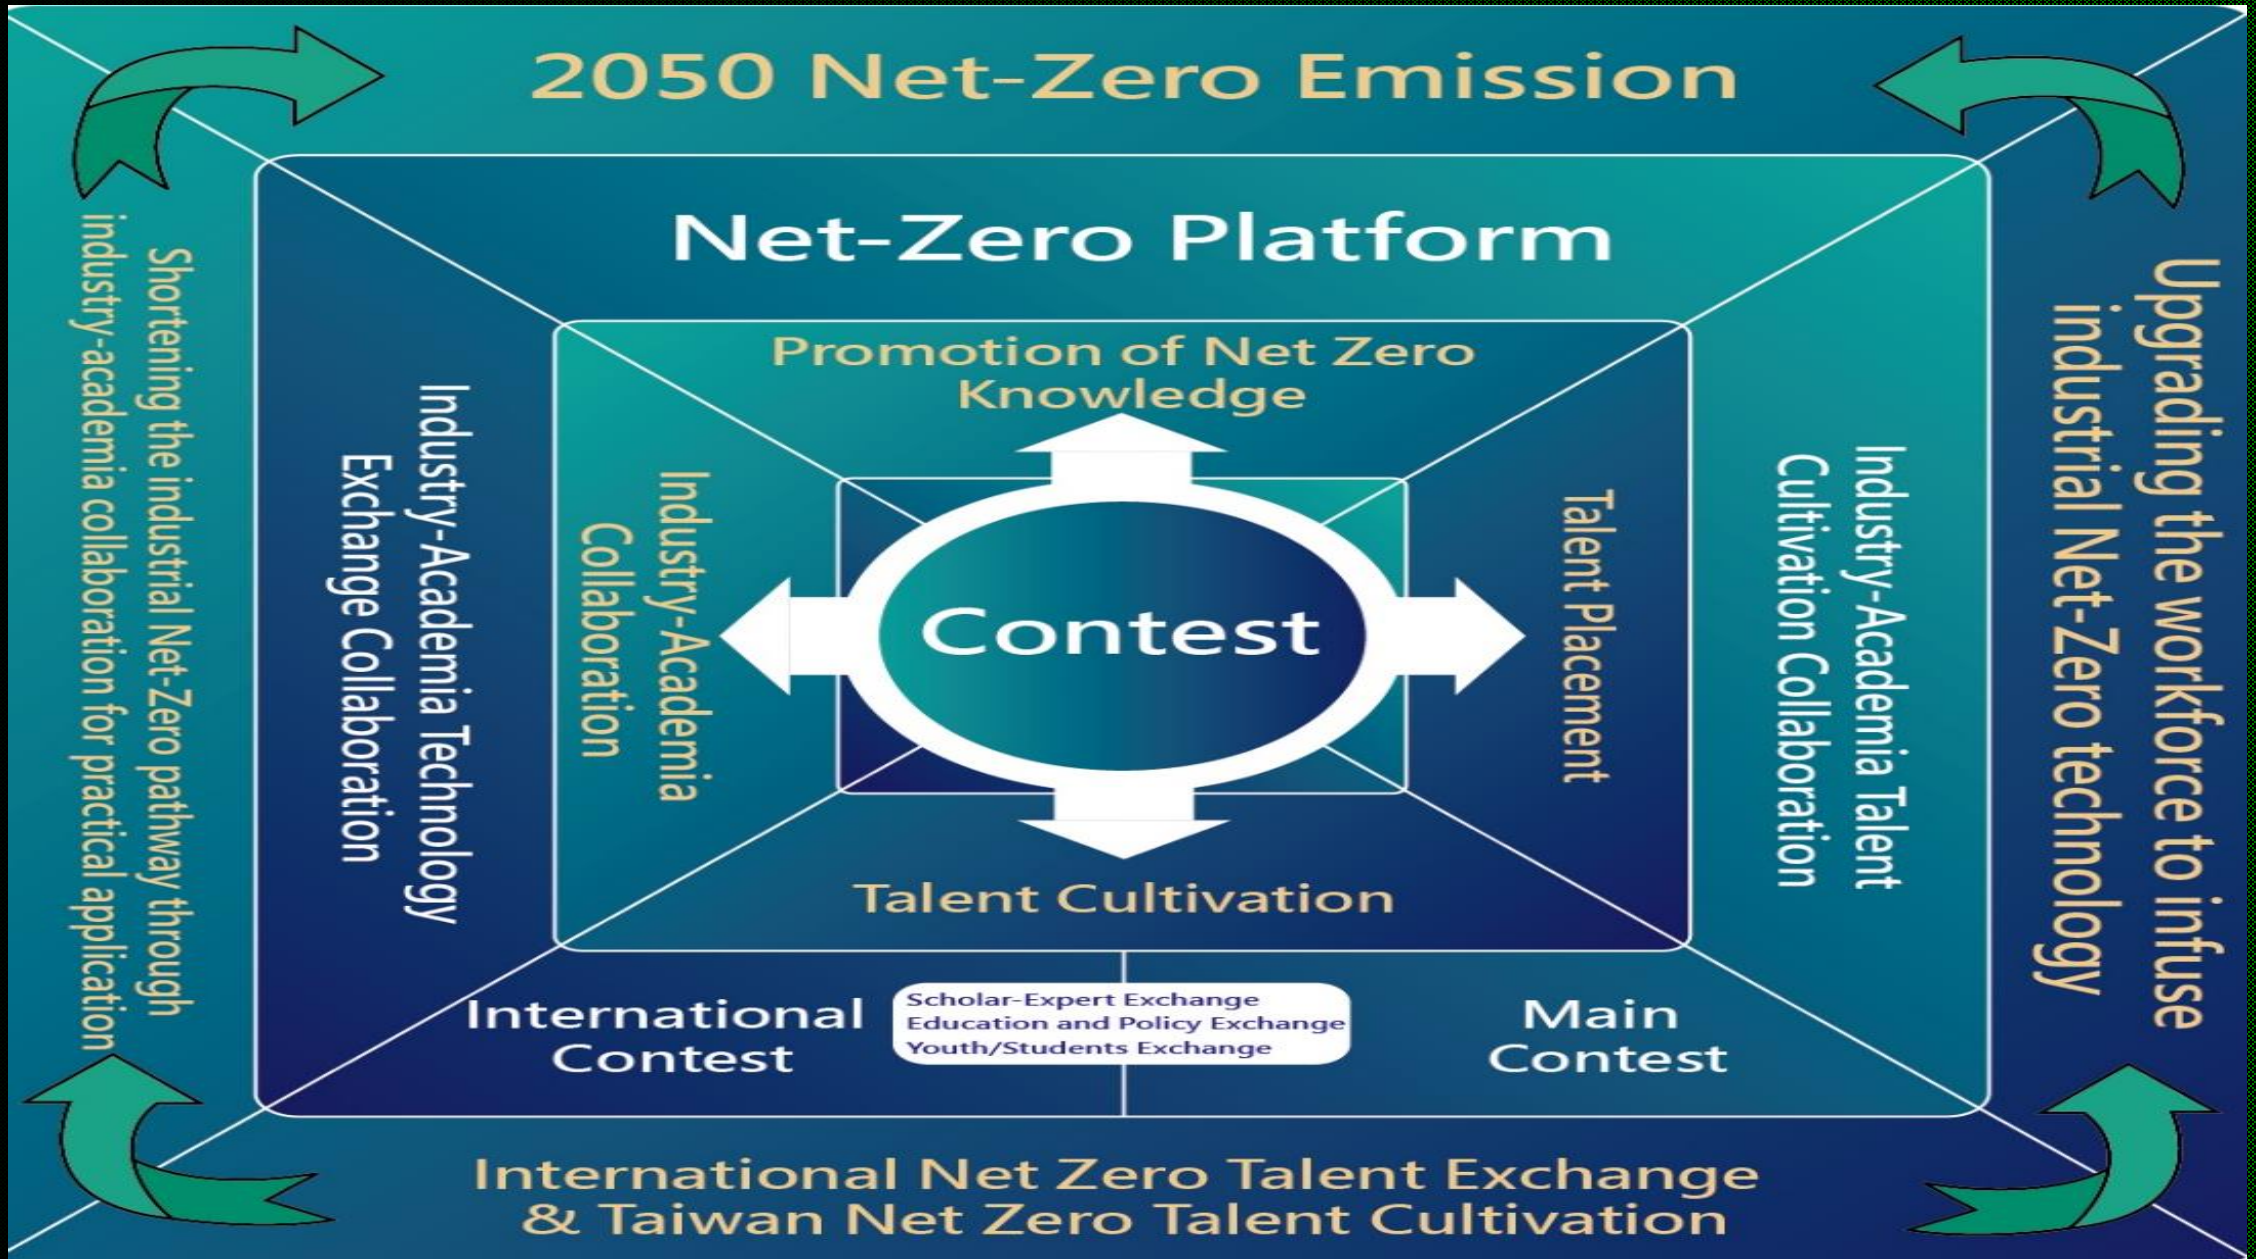 2050 Net-Zero Emission
Net-Zero Platform
Promotion of Net Zero
Knowledge
Shortening the industrial Net-Zero pathway through
industry-academia collaboration for practical application
Industry-Academia Technology
Exchange Collaboration
Industry-Academia
Collaboration
Contest
Talent Placement
Industry-Academia Talent
Cultivation Collaboration
Upgrading the workforce to infuse
industrial Net-Zero technology
Talent Cultivation
International
Contest
Scholar-Expert Exchange
Education and Policy Exchange
Youth/Students Exchange
Main
Contest
International Net Zero Talent Exchange
& Taiwan Net Zero Talent Cultivation